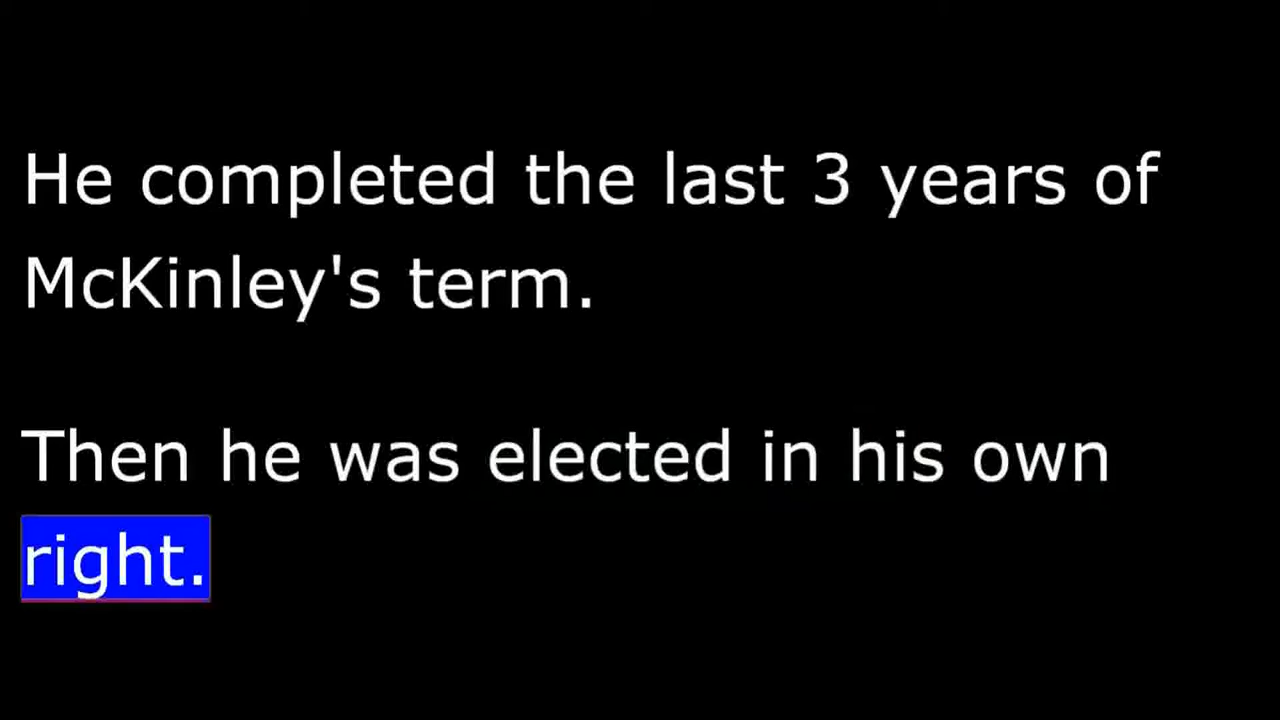 He completed the last 3 years of
McKinley's term.
Then he was elected in his own
right.